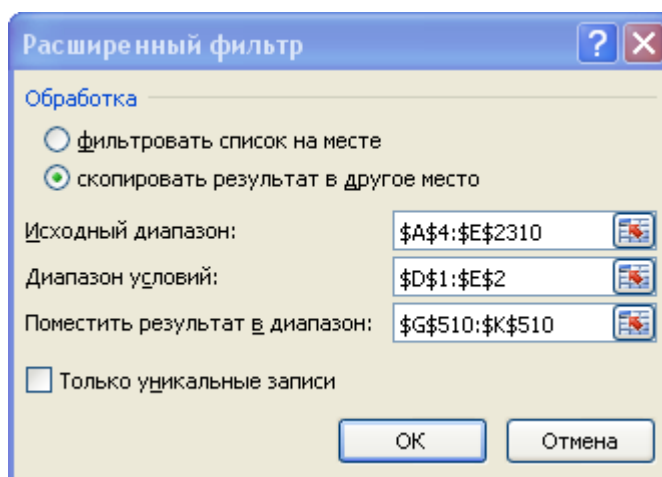 Расширенный фильтр
Обработка
фильтровать список на месте
скопировать результат в другое место
Исходный диапазон: $A$4:$E$2310
Диапазон условий: $D$1:$E$2
Поместить результат в диапазон: $G$510:$K$510
Только уникальные записи
ОК Отмена